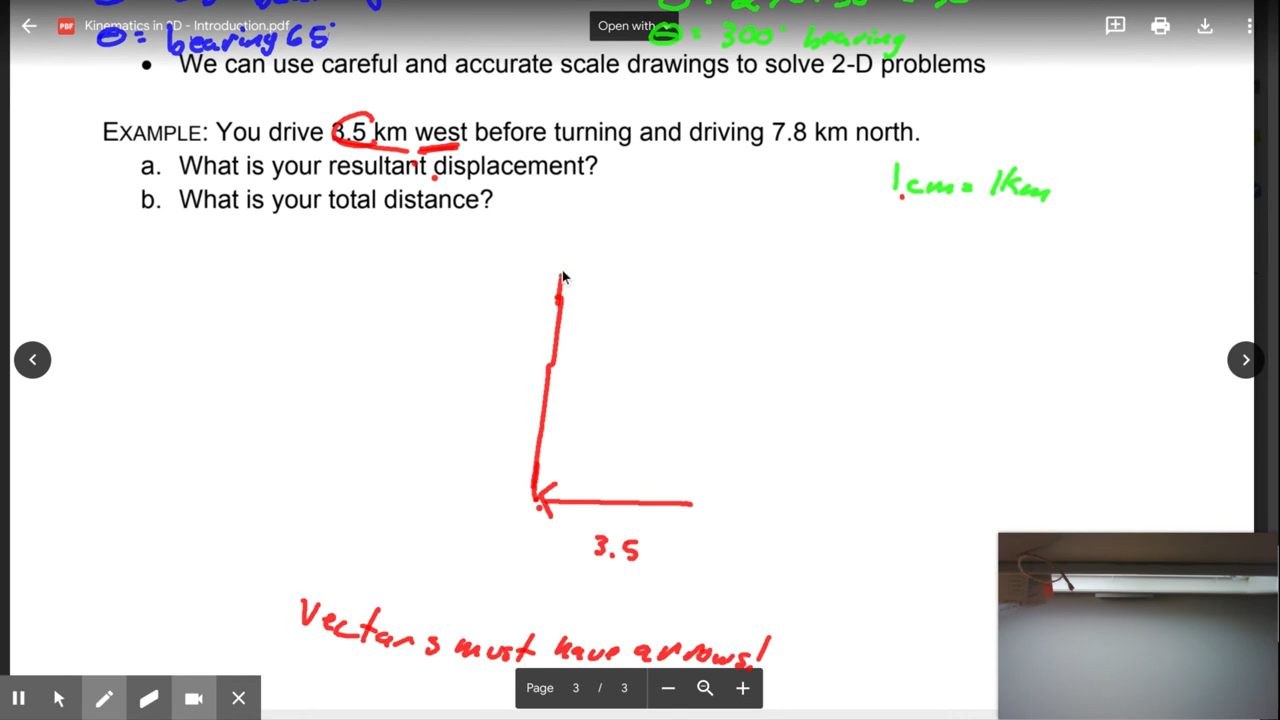 θ = bearing 65°
θ = 300° bearing
Kinematics in 2D - Introduction.pdf
Open with
• We can use careful and accurate scale drawings to solve 2-D problems
EXAMPLE: You drive 3.5 km west before turning and driving 7.8 km north.
a. What is your resultant displacement?
b. What is your total distance?
1cm = 1km
3.5
Vectors must have arrows!
Page 3 / 3